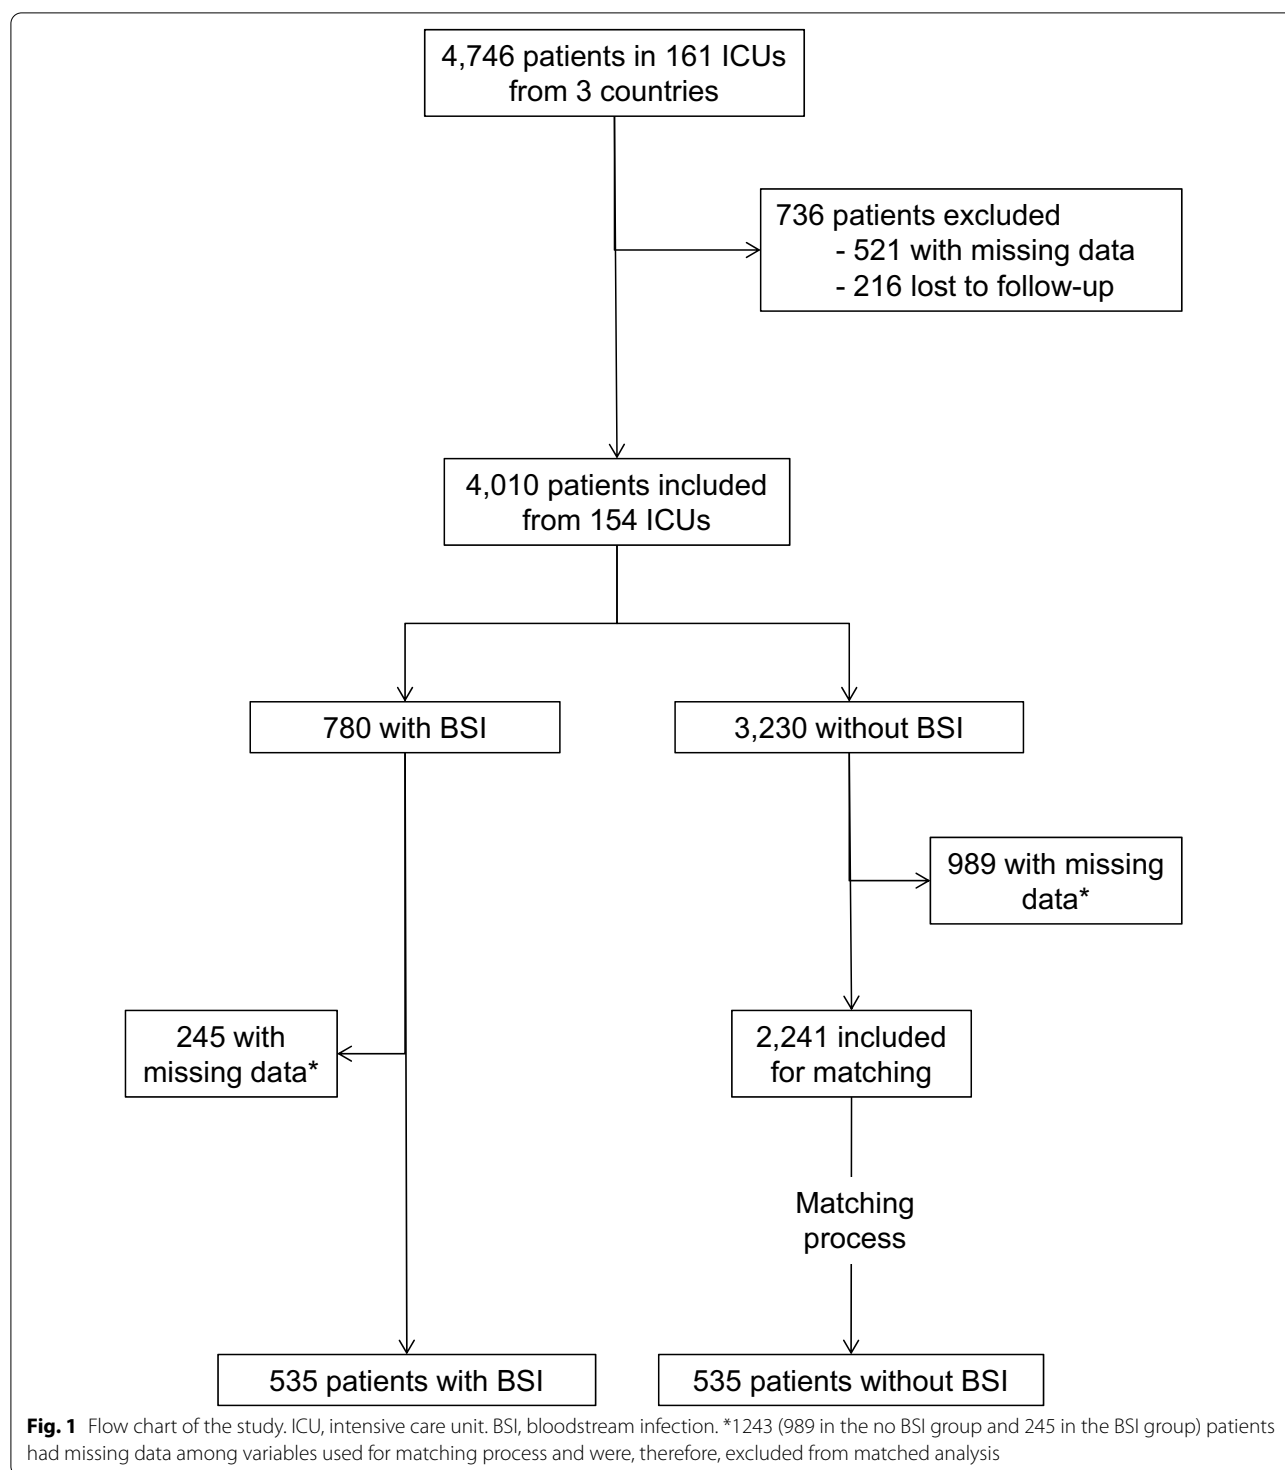 4,746 patients in 161 ICUs
from 3 countries
736 patients excluded
- 521 with missing data
- 216 lost to follow-up
4,010 patients included
from 154 ICUs
780 with BSI
3,230 without BSI
989 with missing
data*
245 with
missing data*
2,241 included
for matching
Matching
process
535 patients with BSI
535 patients without BSI
Fig. 1 Flow chart of the study. ICU, intensive care unit. BSI, bloodstream infection. *1243 (989 in the no BSI group and 245 in the BSI group) patients
had missing data among variables used for matching process and were, therefore, excluded from matched analysis